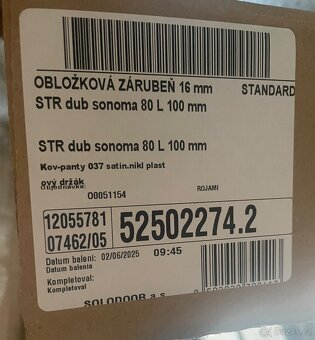 OBLOŽKOVÁ ZÁRUBEŇ 16 mm STANDARD
STR dub sonoma 80 L 100 mm
STR dub sonoma 80 L 100 mm
Kov-panty 037 satin.nikl plast
ový držák
Objednávka:
O0051154 ROJAMI
12055781
07462/05
52502274.2
Datum balení: 02/06/2025 09:45
Datum balenia
Kompletoval:
Kompletoval
SOLODOOR a.s.